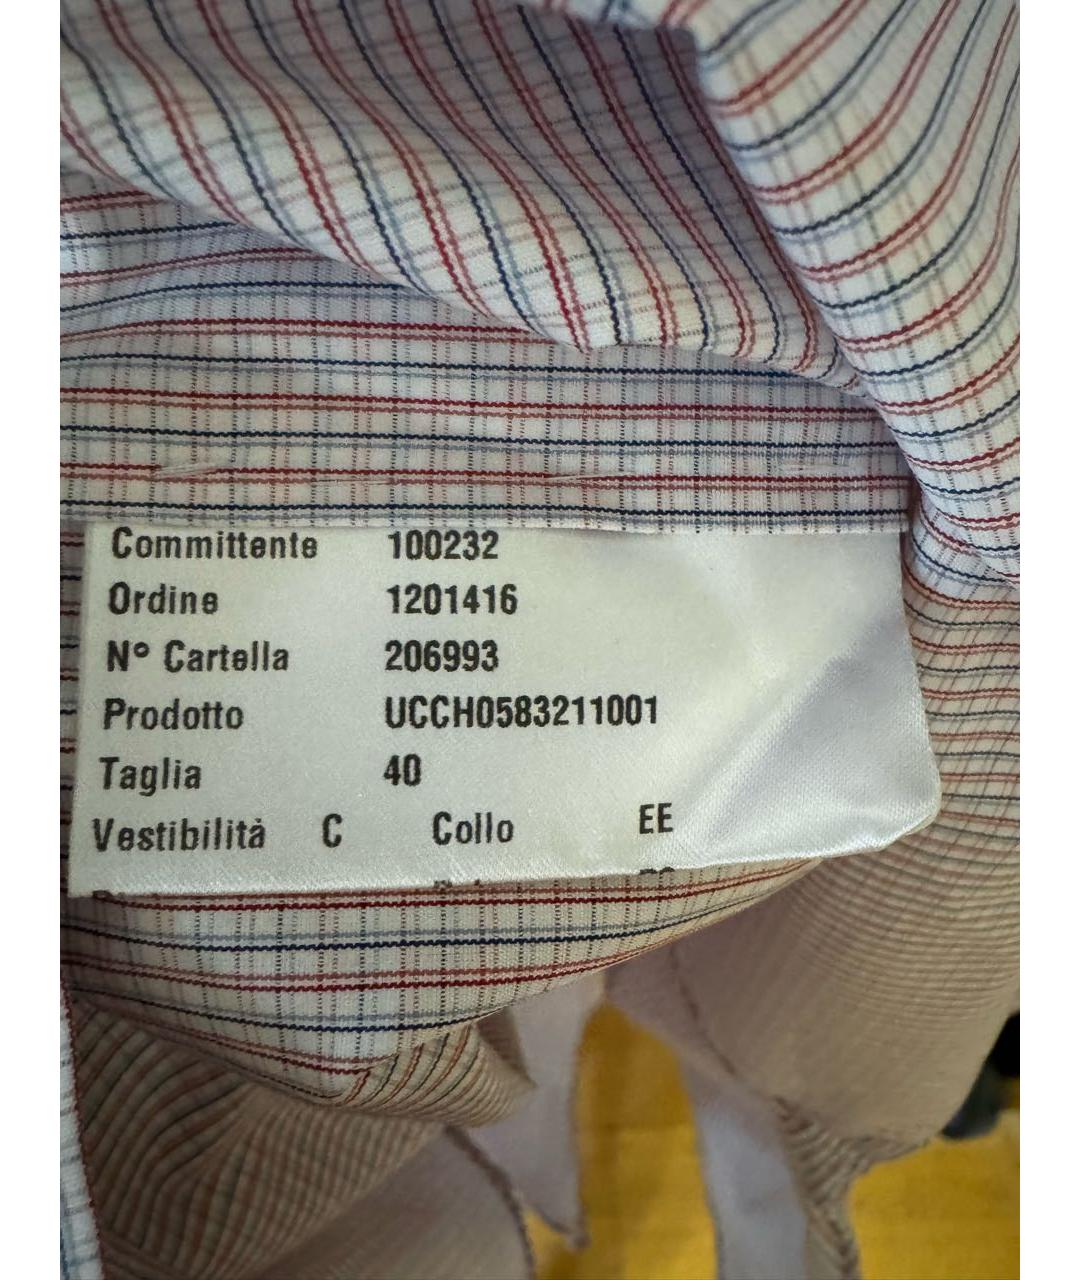 Committente 100232
Ordine 1201416
N° Cartella 206993
Prodotto UCCH0583211001
Taglia 40
Vestibilità C Collo EE